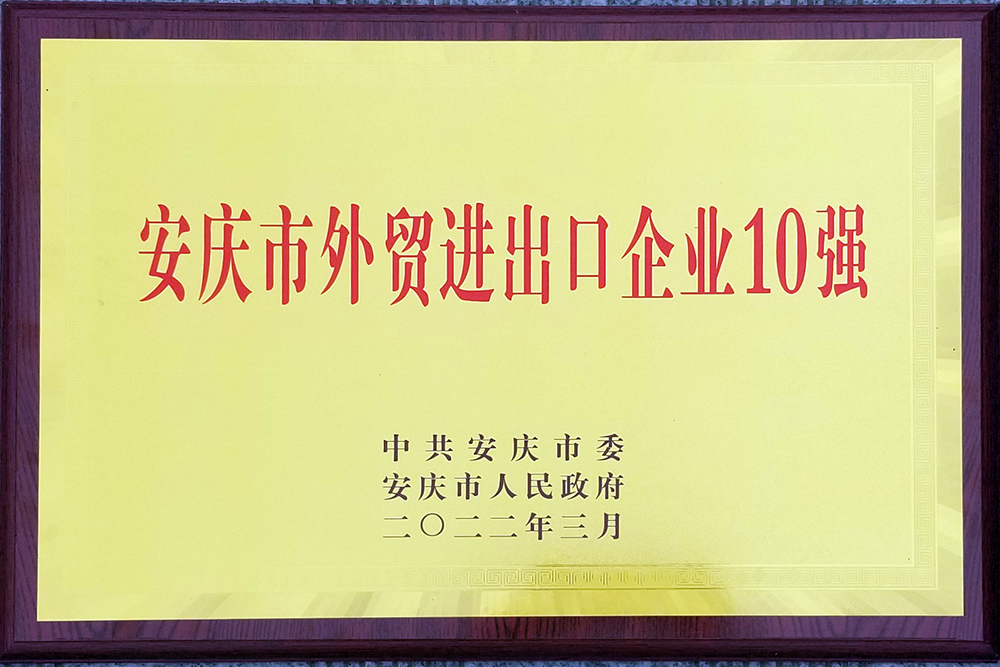 安庆市外贸进出口企业10强
中共安庆市委
安庆市人民政府
二〇二二年三月